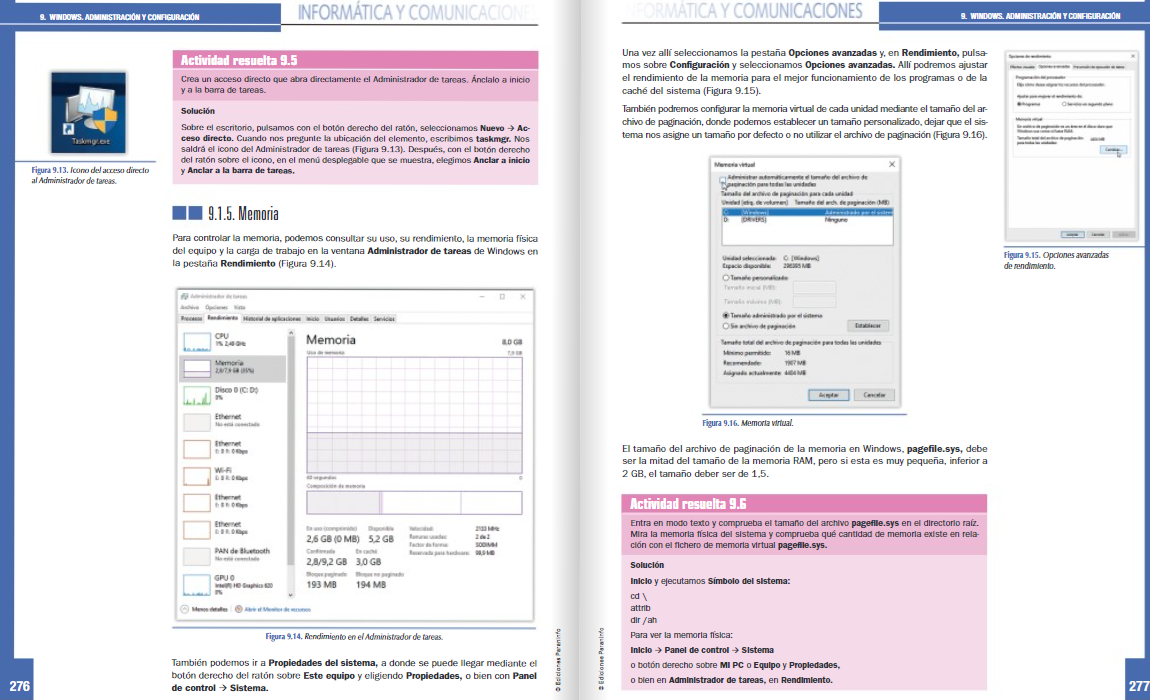 9. WINDOWS. ADMINISTRACIÓN Y CONFIGURACIÓN
INFORMÁTICA Y COMUNICACIONES
Taskmgr.exe
Figura 9.13. Icono del acceso directo
al Administrador de tareas.
Actividad resuelta 9.5
Crea un acceso directo que abra directamente el Administrador de tareas. Ánclalo a inicio
y a la barra de tareas.
Solución
Sobre el escritorio, pulsamos con el botón derecho del ratón, seleccionamos Nuevo → Ac-
ceso directo. Cuando nos pregunte la ubicación del elemento, escribimos taskmgr. Nos
saldrá el icono del Administrador de tareas (Figura 9.13). Después, con el botón derecho
del ratón sobre el icono, en el menú desplegable que se muestra, elegimos Anclar a inicio
y Anclar a la barra de tareas.
9.1.5. Memoria
Para controlar la memoria, podemos consultar su uso, su rendimiento, la memoria física
del equipo y la carga de trabajo en la ventana Administrador de tareas de Windows en
la pestaña Rendimiento (Figura 9.14).
Administrador de tareas
Archivo Opciones Vista
Procesos Rendimiento Historial de aplicaciones Inicio Usuarios Detalles Servicios
CPU
1% 2,40 GHz
Memoria
2,8/7,9 GB (35%)
Disco 0 (C: D:)
0%
Ethernet
No está conectado
Ethernet
E: 0 R: 0 Kbps
Wi-Fi
E: 0 R: 0 Kbps
Ethernet
E: 0 R: 0 Kbps
Ethernet
E: 0 R: 0 Kbps
PAN de Bluetooth
No está conectado
GPU 0
Intel(R) HD Graphics 620
0%
Memoria 8,0 GB
Uso de memoria 7,9 GB
60 segundos 0
Composición de memoria
En uso (comprimido) Disponible
2,6 GB (0 MB) 5,2 GB
Confirmada En caché
2,8/9,2 GB 3,0 GB
Bloque paginado Bloque no paginado
193 MB 194 MB
Velocidad: 2133 MHz
Ranuras usadas: 2 de 2
Factor de forma: SODIMM
Reservada para hardware: 98,9 MB
Menos detalles Abrir el Monitor de recursos
Figura 9.14. Rendimiento en el Administrador de tareas.
También podemos ir a Propiedades del sistema, a donde se puede llegar mediante el
botón derecho del ratón sobre Este equipo y eligiendo Propiedades, o bien con Panel
de control → Sistema.
© Ediciones Paraninfo
276
INFORMÁTICA Y COMUNICACIONES
9. WINDOWS. ADMINISTRACIÓN Y CONFIGURACIÓN
Una vez allí seleccionamos la pestaña Opciones avanzadas y, en Rendimiento, pulsa-
mos sobre Configuración y seleccionamos Opciones avanzadas. Allí podremos ajustar
el rendimiento de la memoria para el mejor funcionamiento de los programas o de la
caché del sistema (Figura 9.15).
También podremos configurar la memoria virtual de cada unidad mediante el tamaño del ar-
chivo de paginación, donde podemos establecer un tamaño personalizado, dejar que el sis-
tema nos asigne un tamaño por defecto o no utilizar el archivo de paginación (Figura 9.16).
Memoria virtual
Administrar automáticamente el tamaño del archivo de
paginación para todas las unidades
Tamaño del archivo de paginación para cada unidad
Unidad (etiq. de volumen) Tamaño del arch. de paginación (MB)
C: [Windows] Administrado por el sistem
D: [DRIVERS] Ninguno
Unidad seleccionada: C: [Windows]
Espacio disponible:
Tamaño personalizado:
Tamaño inicial (MB):
Tamaño máximo (MB):
Tamaño administrado por el sistema
Sin archivo de paginación Establecer
Tamaño total del archivo de paginación para todas las unidades
Mínimo permitido: 16 MB
Recomendado: 1907 MB
Asignado actualmente:
Aceptar Cancelar
Figura 9.16. Memoria virtual.
Opciones de rendimiento
Programación del procesador
Programas Servicios en segundo plano
Memoria virtual
Cambiar...
Figura 9.15. Opciones avanzadas
de rendimiento.
El tamaño del archivo de paginación de la memoria en Windows, pagefile.sys, debe
ser la mitad del tamaño de la memoria RAM, pero si esta es muy pequeña, inferior a
2 GB, el tamaño deber ser de 1,5.
Actividad resuelta 9.6
Entra en modo texto y comprueba el tamaño del archivo pagefile.sys en el directorio raíz.
Mira la memoria física del sistema y comprueba qué cantidad de memoria existe en rela-
ción con el fichero de memoria virtual pagefile.sys.
Solución
Inicio y ejecutamos Símbolo del sistema:
cd \
attrib
dir /ah
Para ver la memoria física:
Inicio → Panel de control → Sistema
o botón derecho sobre Mi PC o Equipo y Propiedades,
o bien en Administrador de tareas, en Rendimiento.
© Ediciones Paraninfo
277